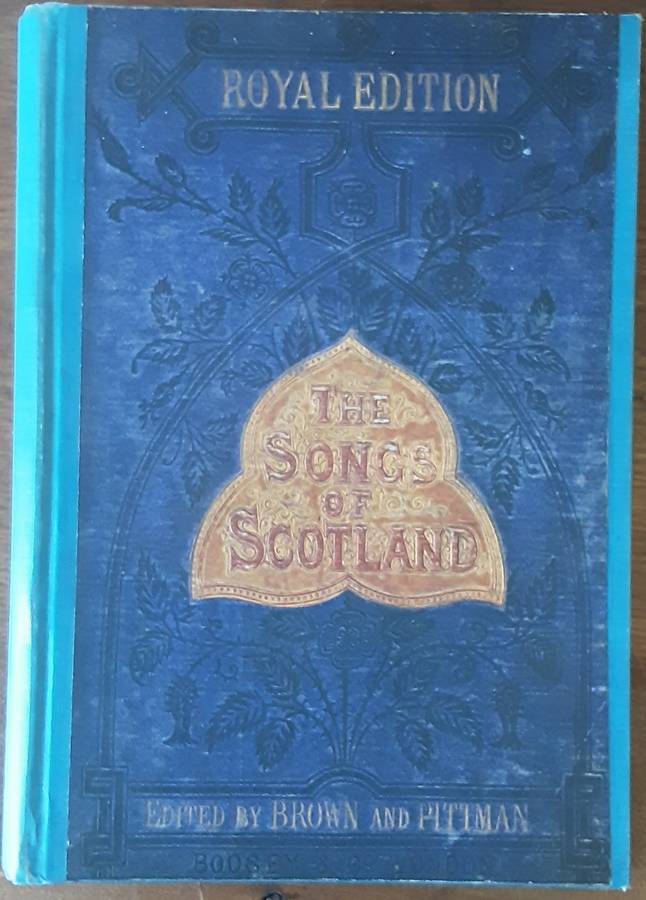 ROYAL EDITION
THE
SONGS
OF
SCOTLAND
EDITED BY BROWN AND PITTMAN
BOOSEY